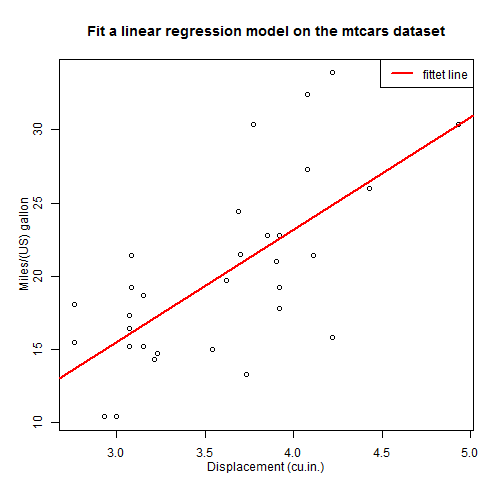 Fit a linear regression model on the mtcars dataset
fittet line
Miles/(US) gallon
30
25
20
15
10
3.0 3.5 4.0 4.5 5.0
Displacement (cu.in.)